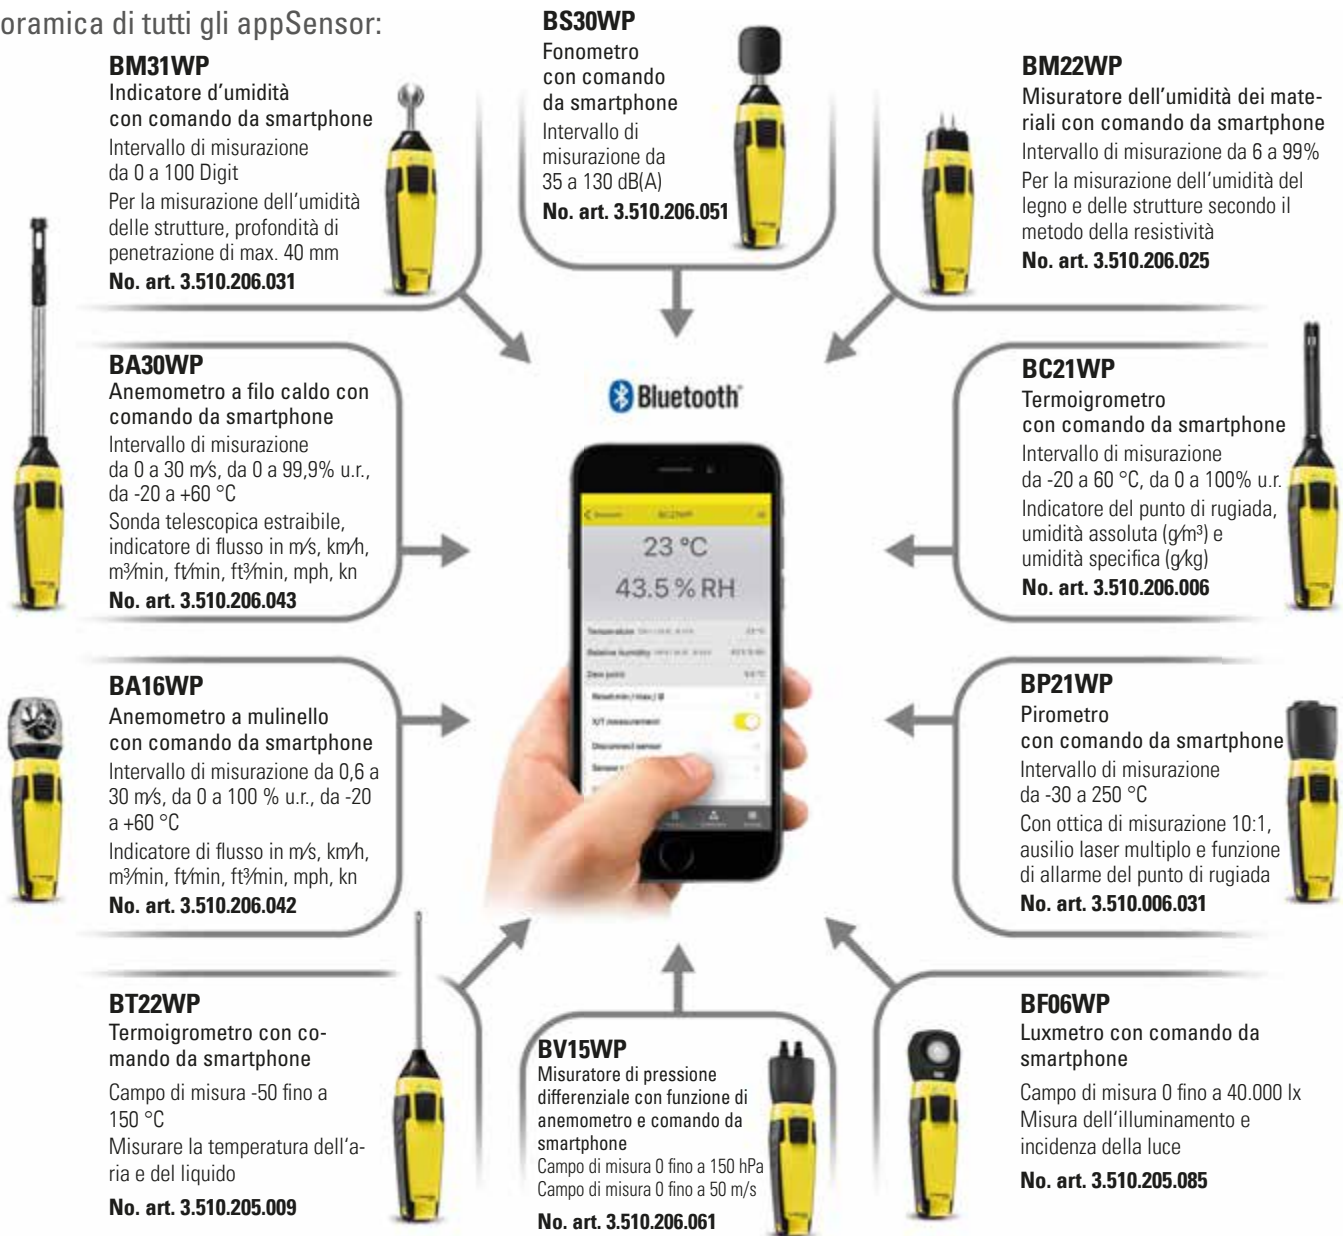 oramica di tutti gli appSensor:
BM31WP
Indicatore d'umidità
con comando da smartphone
Intervallo di misurazione
da 0 a 100 Digit
Per la misurazione dell'umidità
delle strutture, profondità di
penetrazione di max. 40 mm
No. art. 3.510.206.031
BS30WP
Fonometro
con comando
da smartphone
Intervallo di
misurazione da
35 a 130 dB(A)
No. art. 3.510.206.051
BM22WP
Misuratore dell'umidità dei mate-
riali con comando da smartphone
Intervallo di misurazione da 6 a 99%
Per la misurazione dell'umidità del
legno e delle strutture secondo il
metodo della resistività
No. art. 3.510.206.025
BA30WP
Anemometro a filo caldo con
comando da smartphone
Intervallo di misurazione
da 0 a 30 m/s, da 0 a 99,9% u.r.,
da -20 a +60 °C
Sonda telescopica estraibile,
indicatore di flusso in m/s, km/h,
m³/min, ft/min, ft³/min, mph, kn
No. art. 3.510.206.043
Bluetooth
BC21WP
23 °C
43.5 % RH
Temperature
Relative humidity
Dew point
Reset min / max / Ø
X/T measurement
Disconnect sensor
Sensor
BC21WP
Termoigrometro
con comando da smartphone
Intervallo di misurazione
da -20 a 60 °C, da 0 a 100% u.r.
Indicatore del punto di rugiada,
umidità assoluta (g/m³) e
umidità specifica (g/kg)
No. art. 3.510.206.006
BA16WP
Anemometro a mulinello
con comando da smartphone
Intervallo di misurazione da 0,6 a
30 m/s, da 0 a 100 % u.r., da -20
a +60 °C
Indicatore di flusso in m/s, km/h,
m³/min, ft/min, ft³/min, mph, kn
No. art. 3.510.206.042
BP21WP
Pirometro
con comando da smartphone
Intervallo di misurazione
da -30 a 250 °C
Con ottica di misurazione 10:1,
ausilio laser multiplo e funzione
di allarme del punto di rugiada
No. art. 3.510.006.031
BT22WP
Termoigrometro con co-
mando da smartphone
Campo di misura -50 fino a
150 °C
Misurare la temperatura dell'a-
ria e del liquido
No. art. 3.510.205.009
BV15WP
Misuratore di pressione
differenziale con funzione di
anemometro e comando da
smartphone
Campo di misura 0 fino a 150 hPa
Campo di misura 0 fino a 50 m/s
No. art. 3.510.206.061
BF06WP
Luxmetro con comando da
smartphone
Campo di misura 0 fino a 40.000 lx
Misura dell'illuminamento e
incidenza della luce
No. art. 3.510.205.085